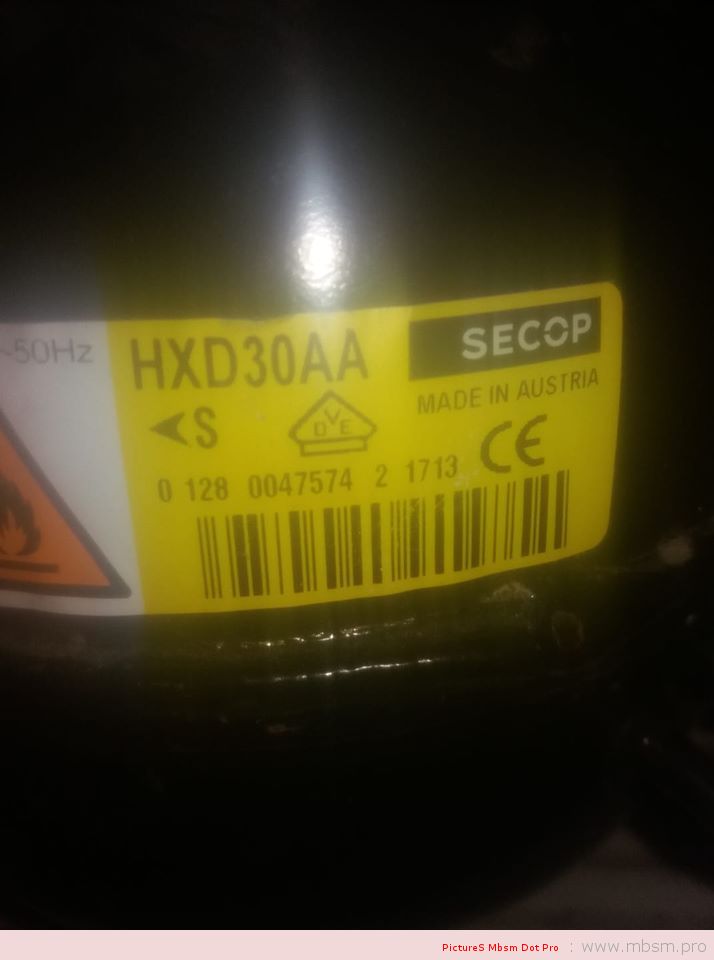 ~50Hz
HXD30AA
SECOP
MADE IN AUSTRIA
S
DVE
CE
0 128 0047574 2 1713
PictureS Mbsm Dot Pro : www.mbsm.pro